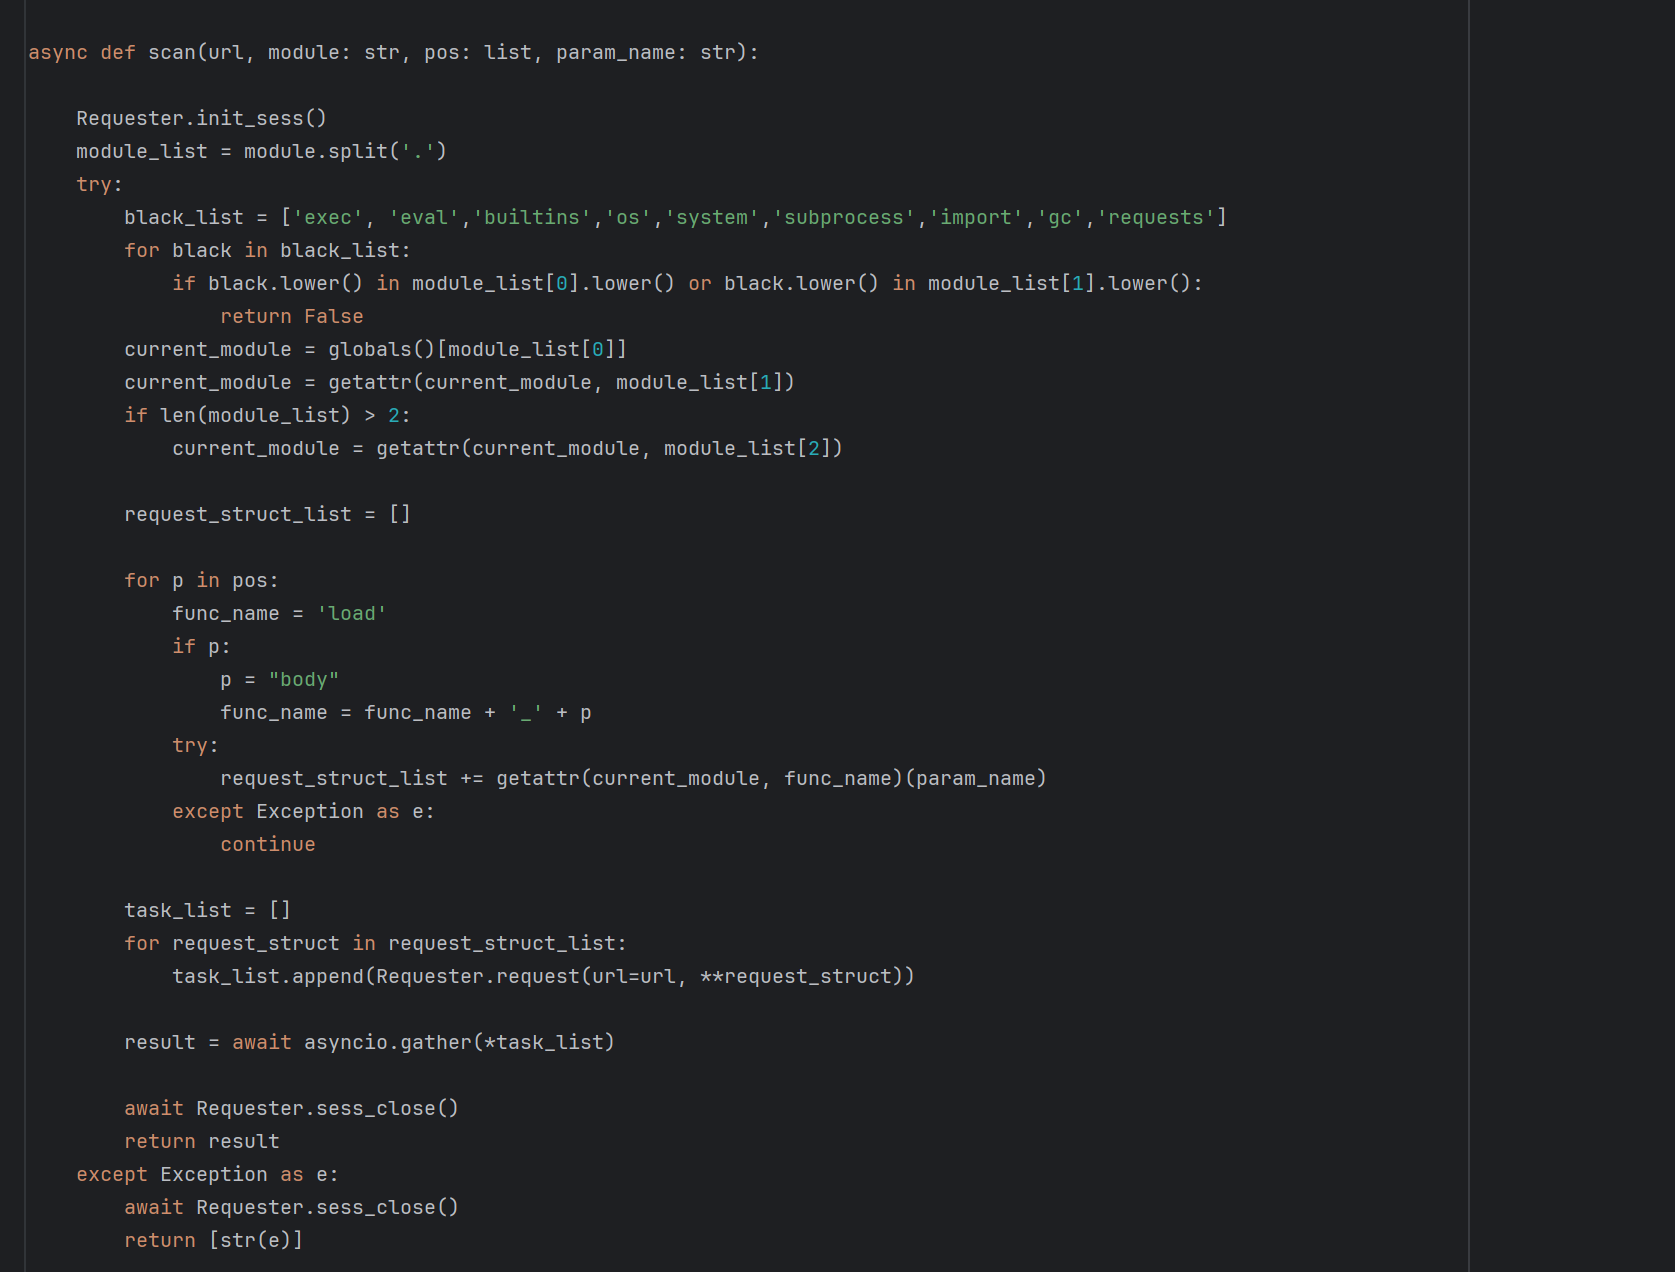 async def scan(url, module: str, pos: list, param_name: str):
    Requester.init_sess()
    module_list = module.split('.')
    try:
        black_list = ['exec', 'eval','builtins','os','system','subprocess','import','gc','requests']
        for black in black_list:
            if black.lower() in module_list[0].lower() or black.lower() in module_list[1].lower():
                return False
        current_module = globals()[module_list[0]]
        current_module = getattr(current_module, module_list[1])
        if len(module_list) > 2:
            current_module = getattr(current_module, module_list[2])
        request_struct_list = []
        for p in pos:
            func_name = 'load'
            if p:
                p = "body"
                func_name = func_name + '_' + p
            try:
                request_struct_list += getattr(current_module, func_name)(param_name)
            except Exception as e:
                continue
        task_list = []
        for request_struct in request_struct_list:
            task_list.append(Requester.request(url=url, **request_struct))
        result = await asyncio.gather(*task_list)
        await Requester.sess_close()
        return result
    except Exception as e:
        await Requester.sess_close()
        return [str(e)]